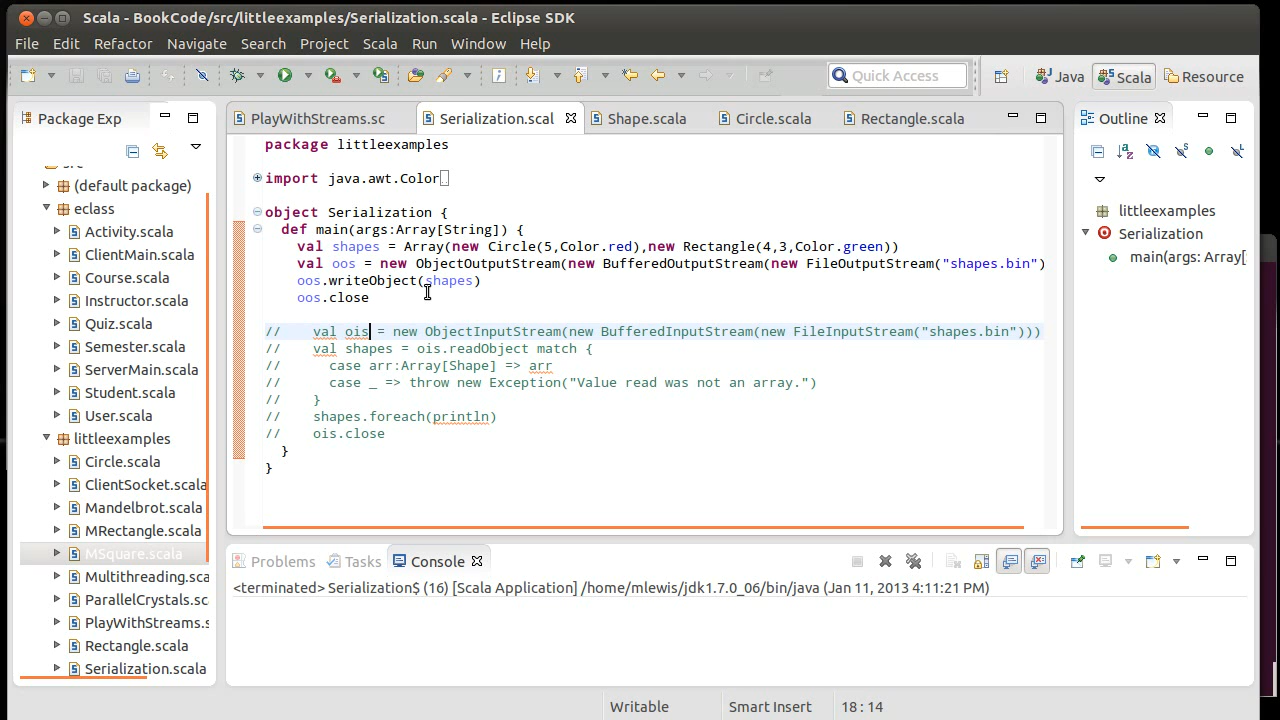 Scala - BookCode/src/littleexamples/Serialization.scala - Eclipse SDK
File Edit Refactor Navigate Search Project Scala Run Window Help
Quick Access Java Scala Resource
Package Exp
(default package)
eclass
Activity.scala
ClientMain.scala
Course.scala
Instructor.scala
Quiz.scala
Semester.scala
ServerMain.scala
Student.scala
User.scala
littleexamples
Circle.scala
ClientSocket.scala
Mandelbrot.scala
MRectangle.scala
MSquare.scala
Multithreading.sca
ParallelCrystals.sc
PlayWithStreams.s
Rectangle.scala
Serialization.scala
PlayWithStreams.sc Serialization.scal Shape.scala Circle.scala Rectangle.scala
package littleexamples
import java.awt.Color
object Serialization {
def main(args:Array[String]) {
val shapes = Array(new Circle(5,Color.red),new Rectangle(4,3,Color.green))
val oos = new ObjectOutputStream(new BufferedOutputStream(new FileOutputStream("shapes.bin")
oos.writeObject(shapes)
oos.close
// val ois = new ObjectInputStream(new BufferedInputStream(new FileInputStream("shapes.bin")))
// val shapes = ois.readObject match {
// case arr:Array[Shape] => arr
// case _ => throw new Exception("Value read was not an array.")
// }
// shapes.foreach(println)
// ois.close
}
}
Outline
littleexamples
Serialization
main(args: Array[
Problems Tasks Console
<terminated> Serialization$ (16) [Scala Application] /home/mlewis/jdk1.7.0_06/bin/java (Jan 11, 2013 4:11:21 PM)
Writable Smart Insert 18 : 14